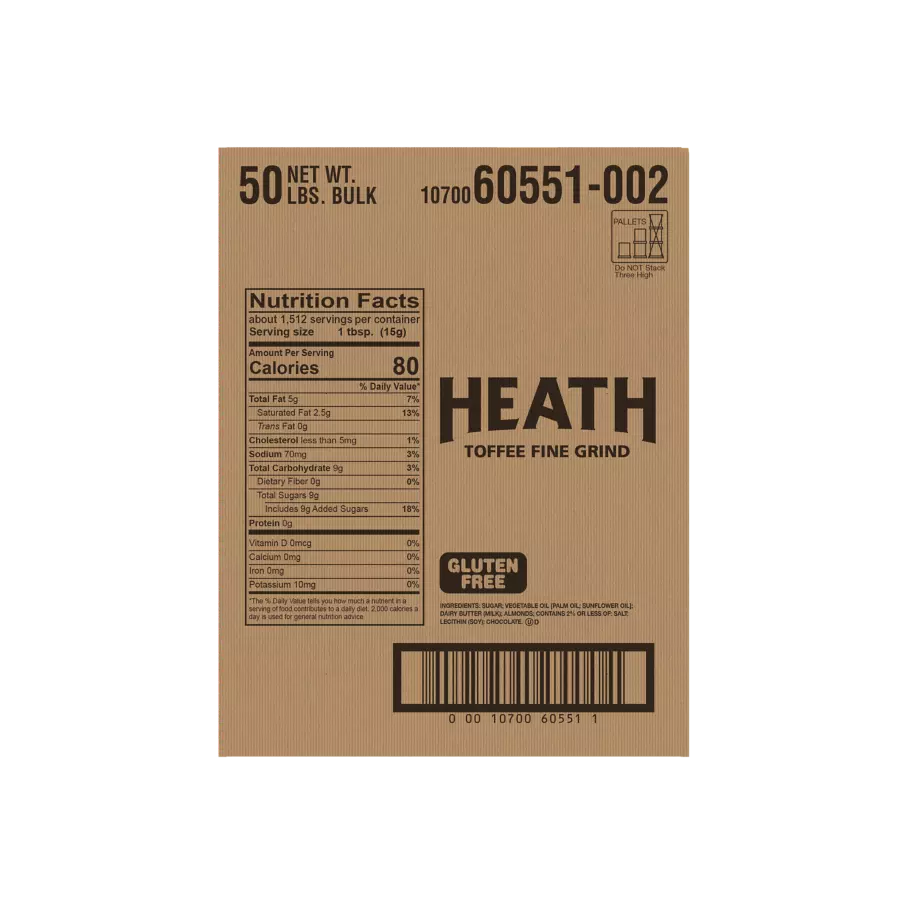 50 NET WT.
LBS. BULK
10700 60551-002
PALLETS
Do NOT Stack
Three High
Nutrition Facts
about 1,512 servings per container
Serving size 1 tbsp. (15g)
Amount Per Serving
Calories 80
% Daily Value*
Total Fat 5g 7%
Saturated Fat 2.5g 13%
Trans Fat 0g
Cholesterol less than 5mg 1%
Sodium 70mg 3%
Total Carbohydrate 9g 3%
Dietary Fiber 0g 0%
Total Sugars 9g
Includes 9g Added Sugars 18%
Protein 0g
Vitamin D 0mcg 0%
Calcium 0mg 0%
Iron 0mg 0%
Potassium 10mg 0%
*The % Daily Value tells you how much a nutrient in a
serving of food contributes to a daily diet. 2,000 calories a
day is used for general nutrition advice.
HEATH
TOFFEE FINE GRIND
GLUTEN
FREE
INGREDIENTS: SUGAR; VEGETABLE OIL [PALM OIL; SUNFLOWER OIL];
DAIRY BUTTER (MILK); ALMONDS; CONTAINS 2% OR LESS OF: SALT;
LECITHIN (SOY); CHOCOLATE. Ⓤ D
0 00 10700 60551 1